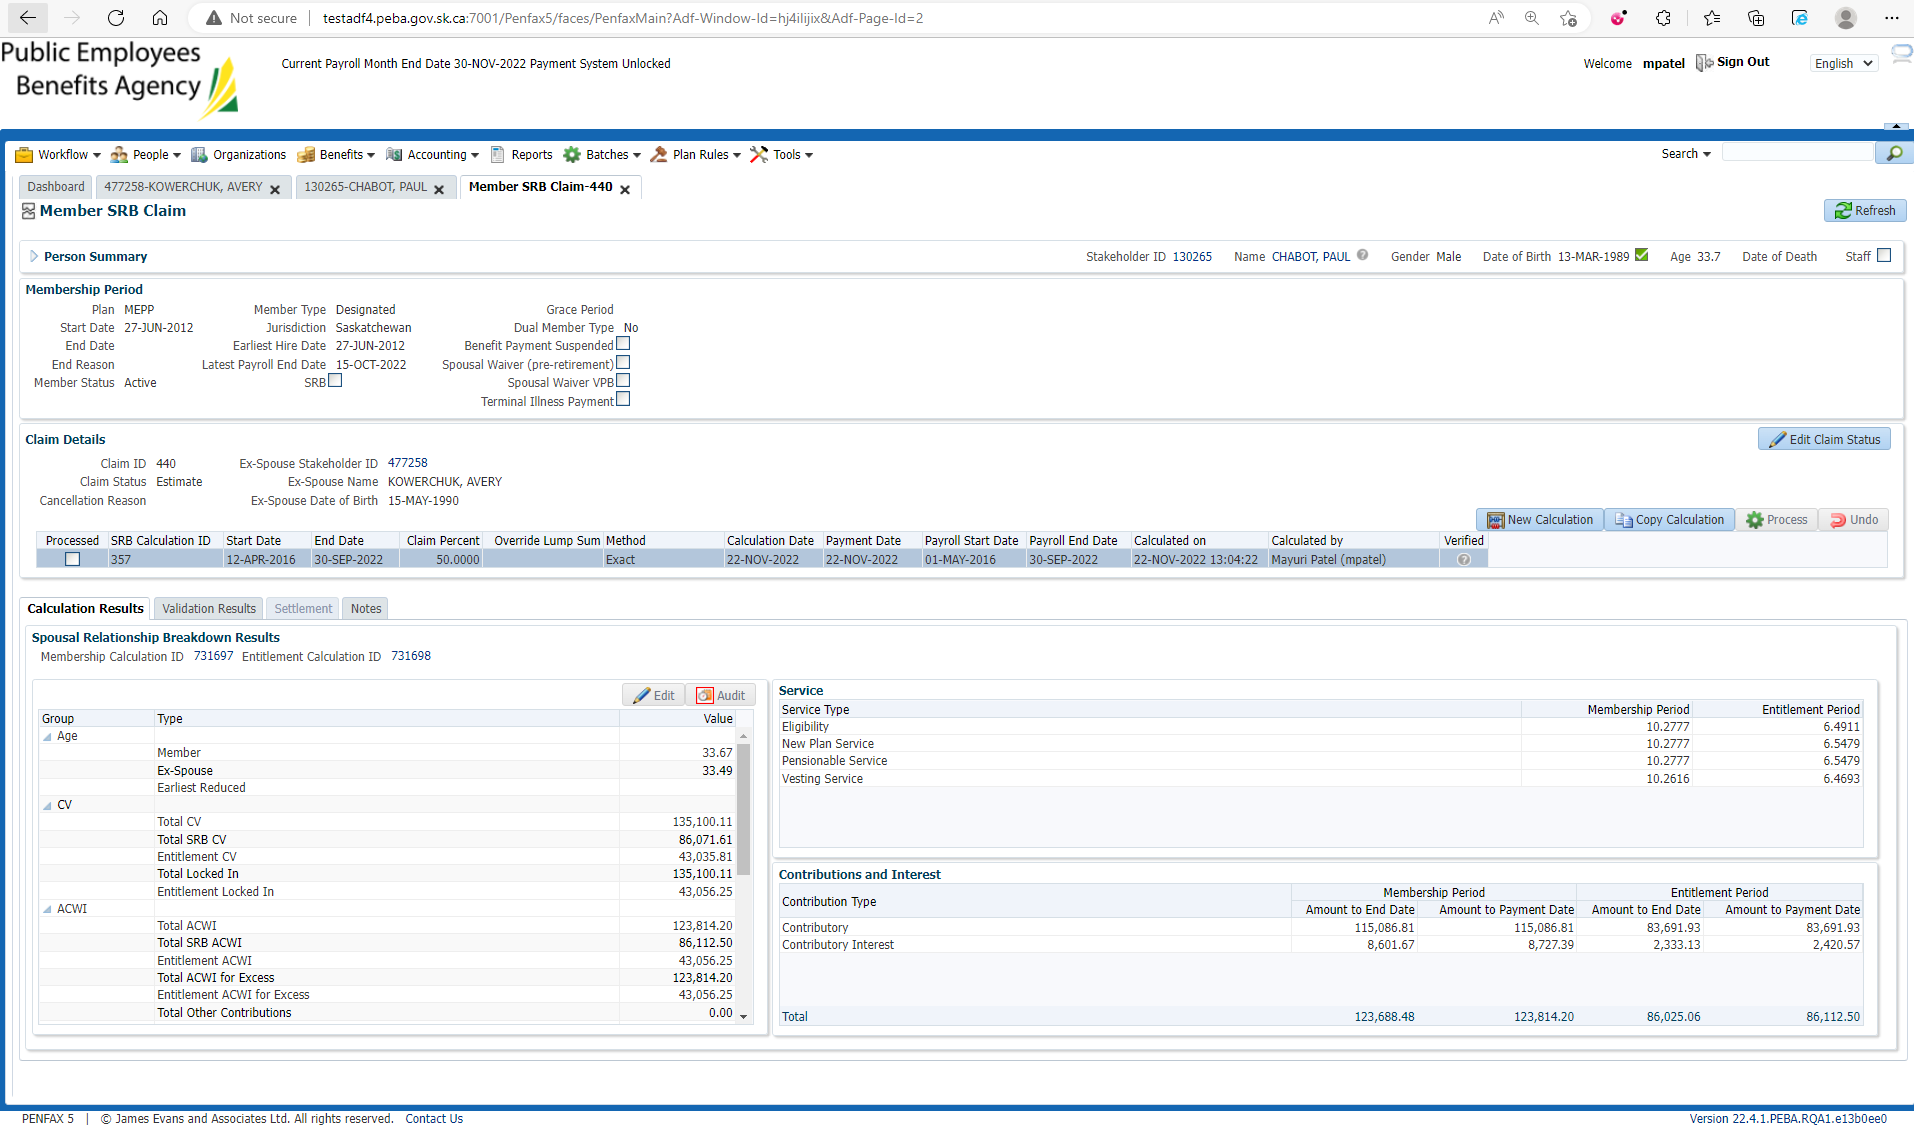 Not secure | testadf4.peba.gov.sk.ca:7001/Penfax5/faces/PenfaxMain?Adf-Window-Id=hj4ilijix&Adf-Page-Id=2
Public Employees
Benefits Agency
Current Payroll Month End Date 30-NOV-2022 Payment System Unlocked
Welcome mpatel Sign Out English
Workflow People Organizations Benefits Accounting Reports Batches Plan Rules Tools Search
Dashboard 477258-KOWERCHUK, AVERY 130265-CHABOT, PAUL Member SRB Claim-440
Member SRB Claim Refresh
Person Summary Stakeholder ID 130265 Name CHABOT, PAUL Gender Male Date of Birth 13-MAR-1989 Age 33.7 Date of Death Staff
Membership Period
Plan MEPP Member Type Designated Grace Period
Start Date 27-JUN-2012 Jurisdiction Saskatchewan Dual Member Type No
End Date Earliest Hire Date 27-JUN-2012 Benefit Payment Suspended
End Reason Latest Payroll End Date 15-OCT-2022 Spousal Waiver (pre-retirement)
Member Status Active SRB Spousal Waiver VPB
Terminal Illness Payment
Claim Details Edit Claim Status
Claim ID 440 Ex-Spouse Stakeholder ID 477258
Claim Status Estimate Ex-Spouse Name KOWERCHUK, AVERY
Cancellation Reason Ex-Spouse Date of Birth 15-MAY-1990
New Calculation Copy Calculation Process Undo
Processed SRB Calculation ID Start Date End Date Claim Percent Override Lump Sum Method Calculation Date Payment Date Payroll Start Date Payroll End Date Calculated on Calculated by Verified
357 12-APR-2016 30-SEP-2022 50.0000 Exact 22-NOV-2022 22-NOV-2022 01-MAY-2016 30-SEP-2022 22-NOV-2022 13:04:22 Mayuri Patel (mpatel)
Calculation Results Validation Results Settlement Notes
Spousal Relationship Breakdown Results
Membership Calculation ID 731697 Entitlement Calculation ID 731698
Edit Audit
Group Type Value
Age
Member 33.67
Ex-Spouse 33.49
Earliest Reduced
CV
Total CV 135,100.11
Total SRB CV 86,071.61
Entitlement CV 43,035.81
Total Locked In 135,100.11
Entitlement Locked In 43,056.25
ACWI
Total ACWI 123,814.20
Total SRB ACWI 86,112.50
Entitlement ACWI 43,056.25
Total ACWI for Excess 123,814.20
Entitlement ACWI for Excess 43,056.25
Total Other Contributions 0.00
Service
Service Type Membership Period Entitlement Period
Eligibility 10.2777 6.4911
New Plan Service 10.2777 6.5479
Pensionable Service 10.2777 6.5479
Vesting Service 10.2616 6.4693
Contributions and Interest
Membership Period Entitlement Period
Contribution Type
Amount to End Date Amount to Payment Date Amount to End Date Amount to Payment Date
Contributory 115,086.81 115,086.81 83,691.93 83,691.93
Contributory Interest 8,601.67 8,727.39 2,333.13 2,420.57
Total 123,688.48 123,814.20 86,025.06 86,112.50
PENFAX 5 | © James Evans and Associates Ltd. All rights reserved. Contact Us Version 22.4.1.PEBA.RQA1.e13b0ee0